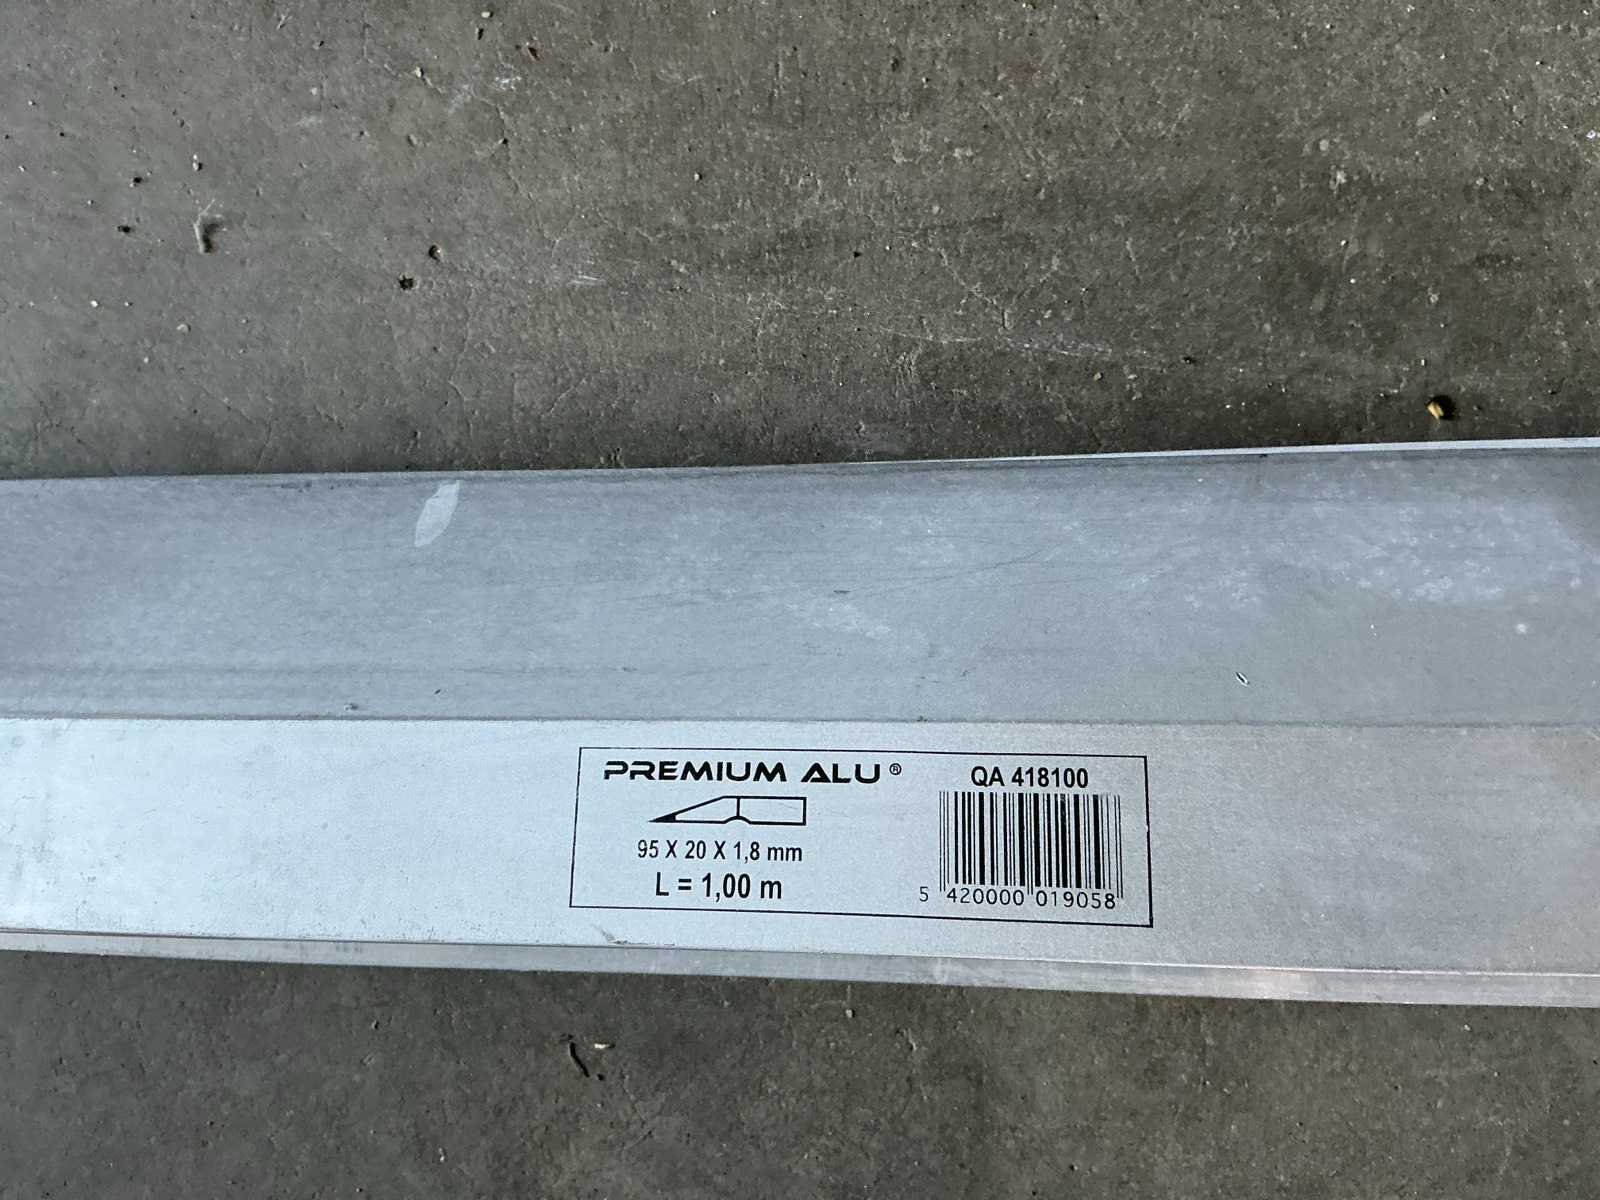 PREMIUM ALU®
95 X 20 X 1,8 mm
L = 1,00 m
QA 418100
5 420000 019058